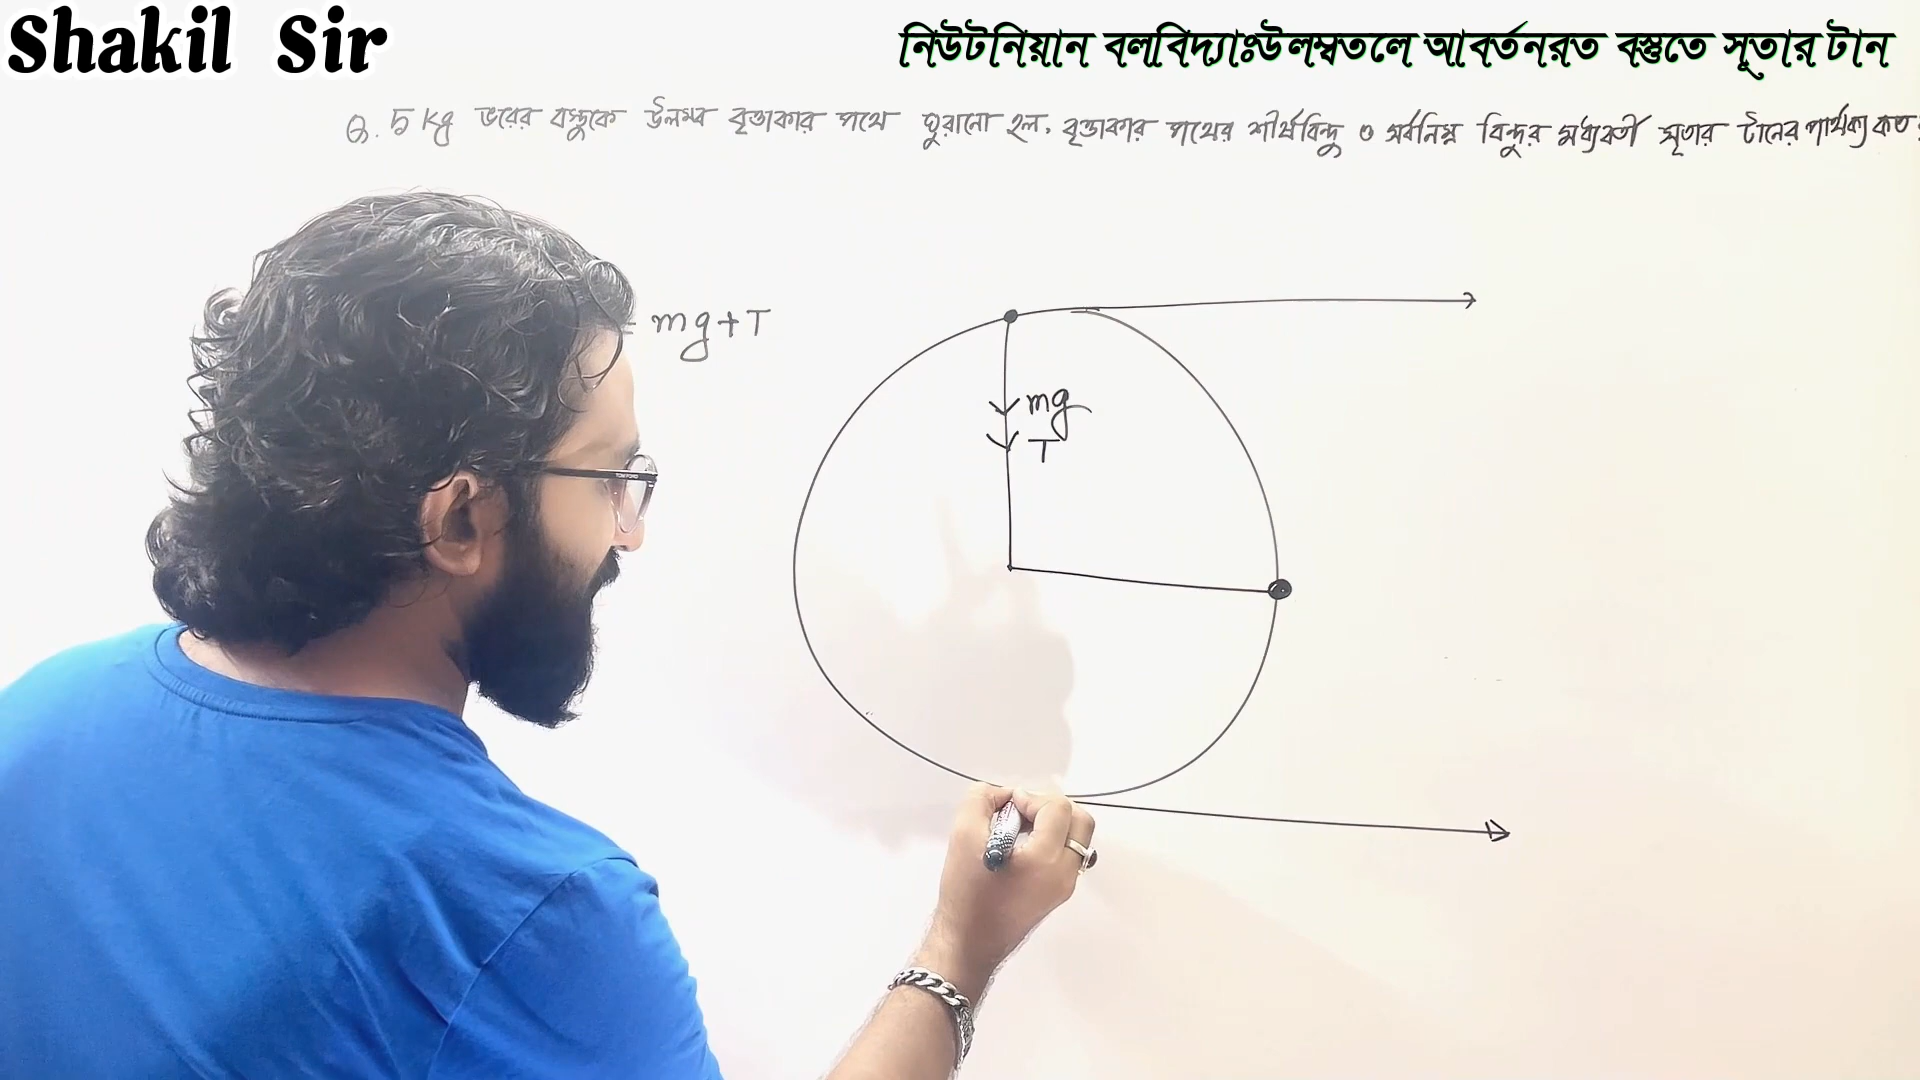 Shakil Sir
নিউটনিয়ান বলবিদ্যাঃউলম্বতলে আবর্তনরত বস্তুতে সূতার টান
Q. 5 kg ভরের বস্তুকে উলম্ব বৃত্তাকার পথে ঘুরানো হল. বৃত্তাকার পথের শীর্ষবিন্দু ও সর্বনিম্ন বিন্দুর মধ্যবর্তী সূতার টানের পার্থক্য কত
= mg+T
mg
T